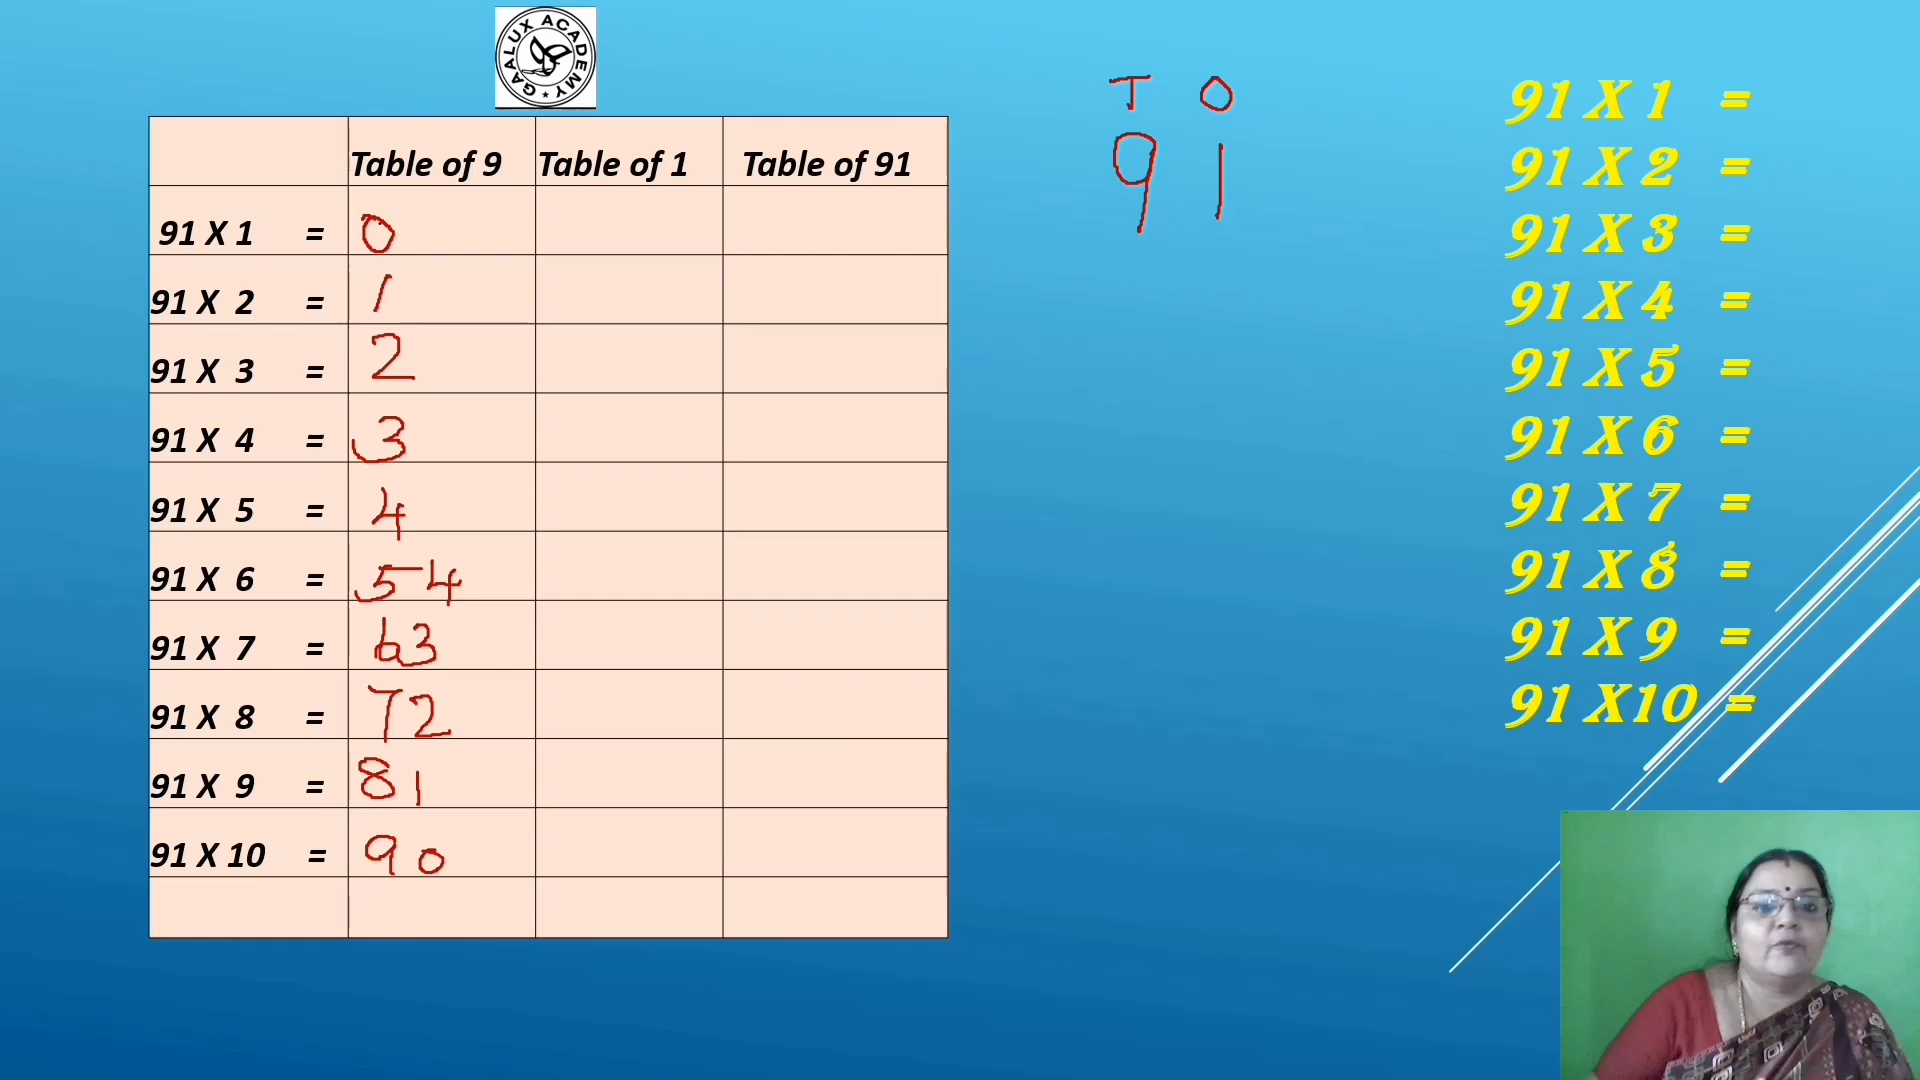 GAALUX ACADEMY
T O
9 1
Table of 9 Table of 1 Table of 91
91 X 1 = 0
91 X 2 = 1
91 X 3 = 2
91 X 4 = 3
91 X 5 = 4
91 X 6 = 54
91 X 7 = 63
91 X 8 = 72
91 X 9 = 81
91 X 10 = 90
91 X 1 =
91 X 2 =
91 X 3 =
91 X 4 =
91 X 5 =
91 X 6 =
91 X 7 =
91 X 8 =
91 X 9 =
91 X10 =